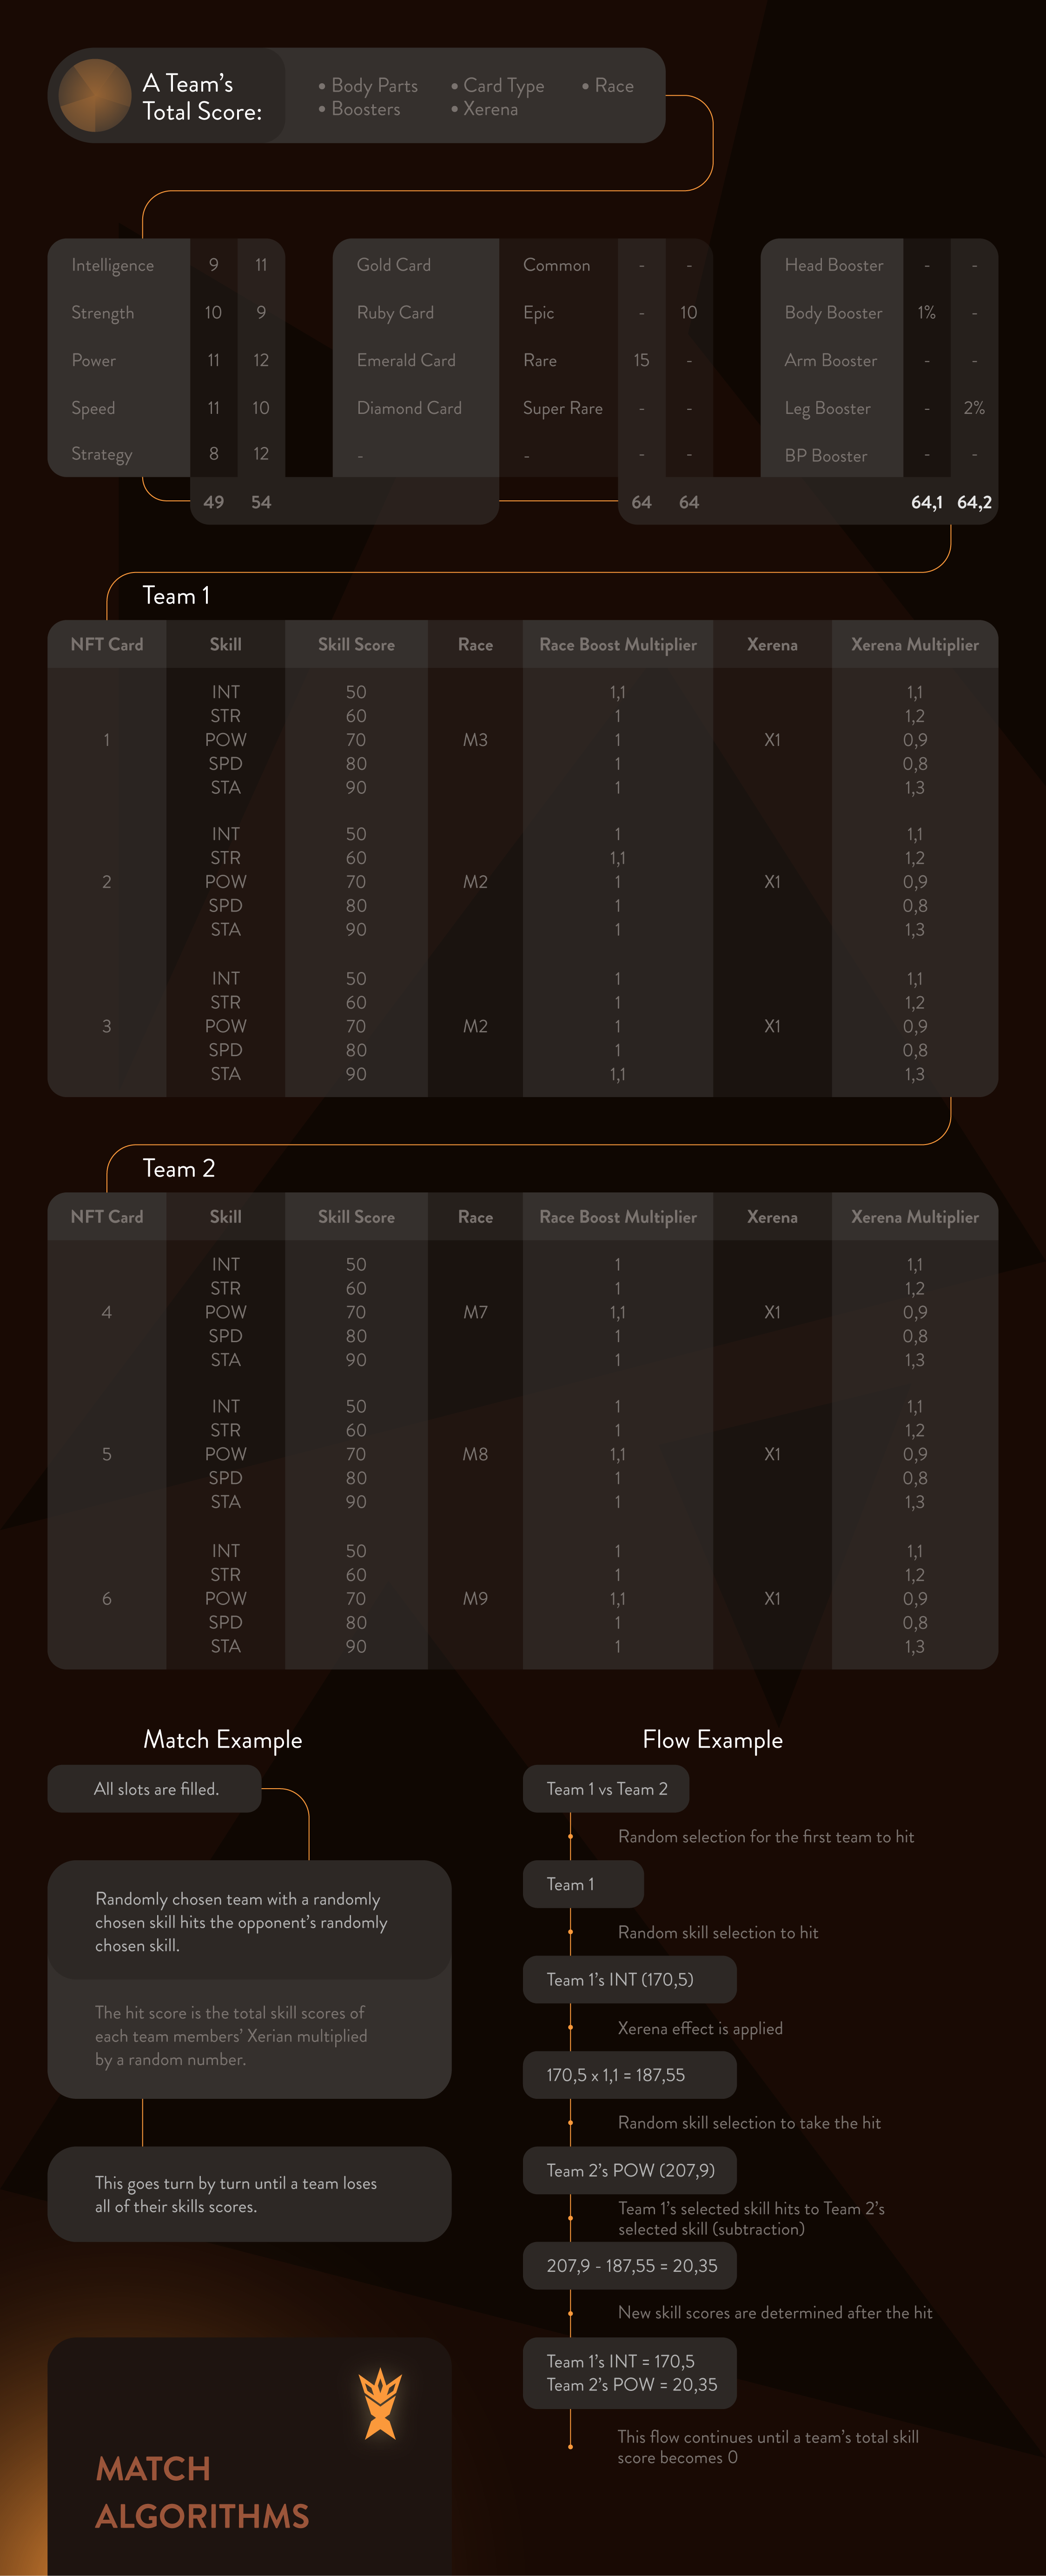 A Team's
Total Score:
• Body Parts • Card Type • Race
• Boosters • Xerena
Intelligence 9 11 Gold Card Common - - Head Booster - -
Strength 10 9 Ruby Card Epic - 10 Body Booster 1% -
Power 11 12 Emerald Card Rare 15 - Arm Booster - -
Speed 11 10 Diamond Card Super Rare - - Leg Booster - 2%
Strategy 8 12 - - - - BP Booster - -
49 54 64 64 64,1 64,2
Team 1
NFT Card Skill Skill Score Race Race Boost Multiplier Xerena Xerena Multiplier
INT 50 1,1 1,1
STR 60 1 1,2
1 POW 70 M3 1 X1 0,9
SPD 80 1 0,8
STA 90 1 1,3
INT 50 1 1,1
STR 60 1,1 1,2
2 POW 70 M2 1 X1 0,9
SPD 80 1 0,8
STA 90 1 1,3
INT 50 1 1,1
STR 60 1 1,2
3 POW 70 M2 1 X1 0,9
SPD 80 1 0,8
STA 90 1,1 1,3
Team 2
NFT Card Skill Skill Score Race Race Boost Multiplier Xerena Xerena Multiplier
INT 50 1 1,1
STR 60 1 1,2
4 POW 70 M7 1,1 X1 0,9
SPD 80 1 0,8
STA 90 1 1,3
INT 50 1 1,1
STR 60 1 1,2
5 POW 70 M8 1,1 X1 0,9
SPD 80 1 0,8
STA 90 1 1,3
INT 50 1 1,1
STR 60 1 1,2
6 POW 70 M9 1,1 X1 0,9
SPD 80 1 0,8
STA 90 1 1,3
Match Example
All slots are filled.
Randomly chosen team with a randomly
chosen skill hits the opponent's randomly
chosen skill.
The hit score is the total skill scores of
each team members' Xerian multiplied
by a random number.
This goes turn by turn until a team loses
all of their skills scores.
MATCH
ALGORITHMS
Flow Example
Team 1 vs Team 2
Random selection for the first team to hit
Team 1
Random skill selection to hit
Team 1's INT (170,5)
Xerena effect is applied
170,5 x 1,1 = 187,55
Random skill selection to take the hit
Team 2's POW (207,9)
Team 1's selected skill hits to Team 2's
selected skill (subtraction)
207,9 - 187,55 = 20,35
New skill scores are determined after the hit
Team 1's INT = 170,5
Team 2's POW = 20,35
This flow continues until a team's total skill
score becomes 0